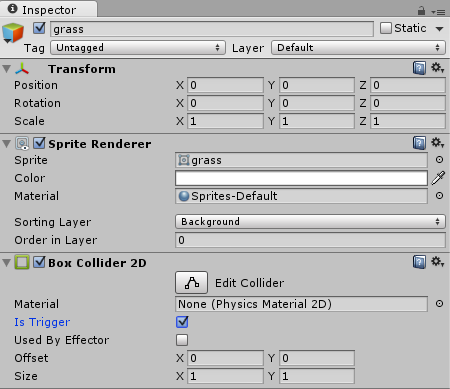 Inspector
grass Static
Tag Untagged Layer Default
Transform
Position X 0 Y 0 Z 0
Rotation X 0 Y 0 Z 0
Scale X 1 Y 1 Z 1
Sprite Renderer
Sprite grass
Color
Material Sprites-Default
Sorting Layer Background
Order in Layer 0
Box Collider 2D
Edit Collider
Material None (Physics Material 2D)
Is Trigger
Used By Effector
Offset X 0 Y 0
Size X 1 Y 1